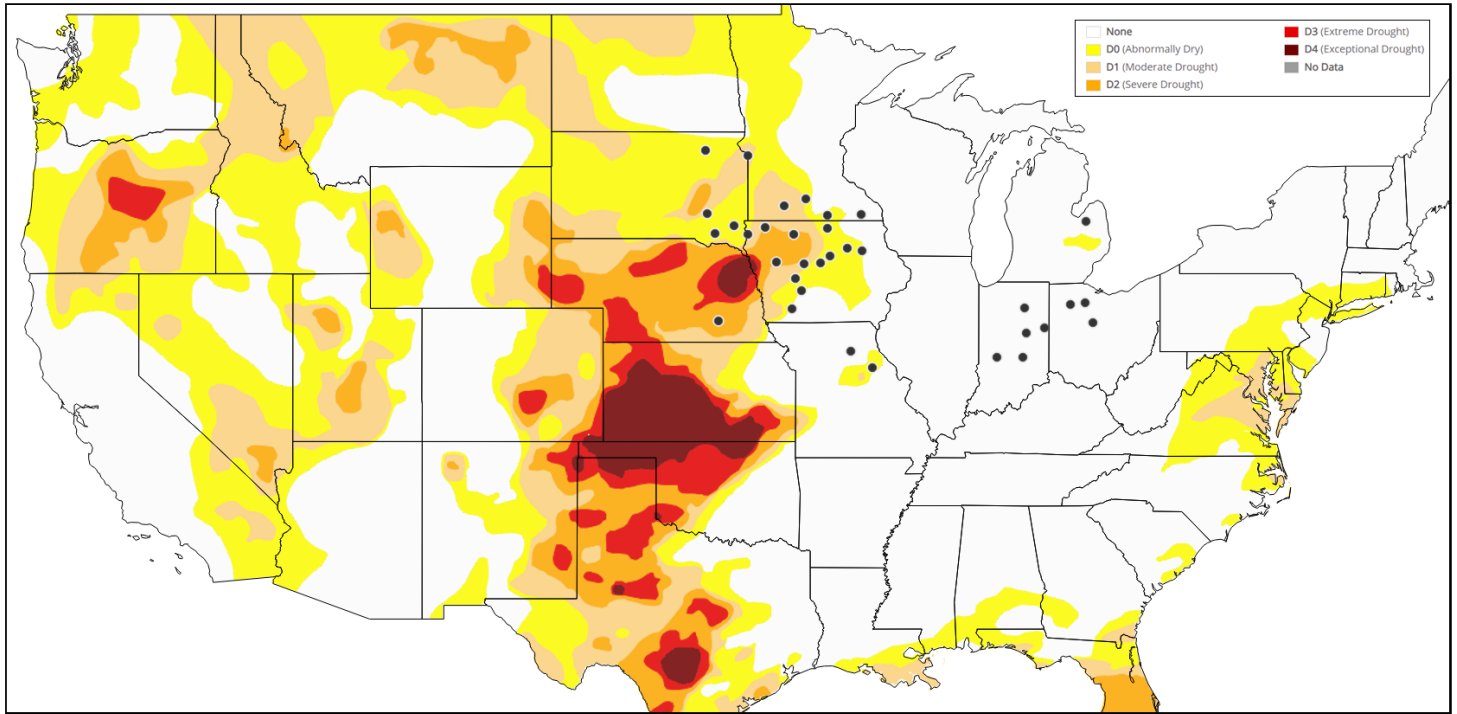 None
D0 (Abnormally Dry)
D1 (Moderate Drought)
D2 (Severe Drought)
D3 (Extreme Drought)
D4 (Exceptional Drought)
No Data